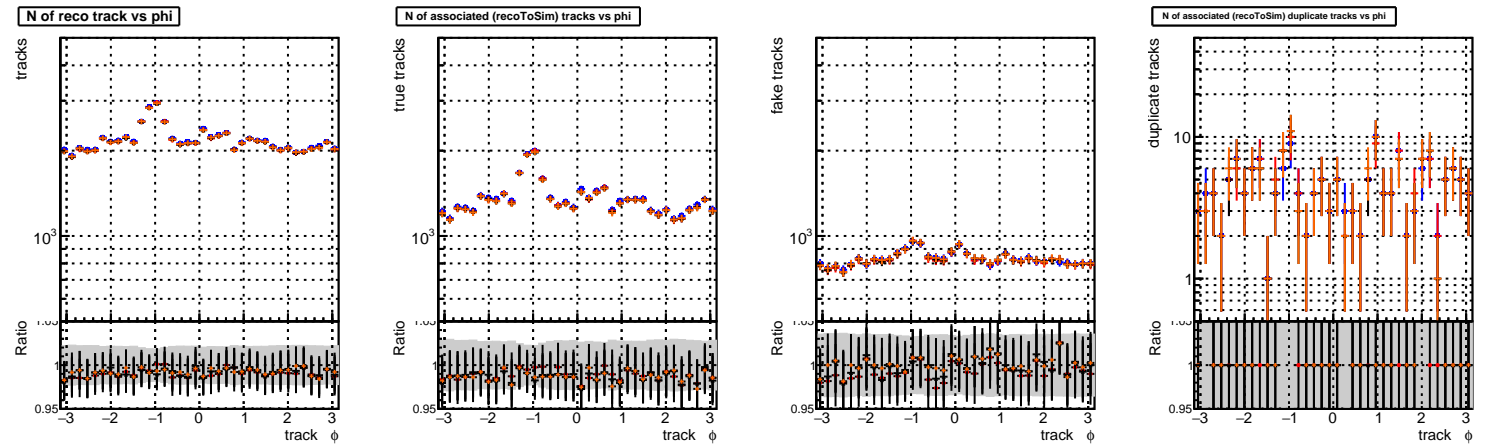 N of reco track vs phi
tracks
10³
Ratio
1.05
1
0.95
−3 −2 −1 0 1 2 3
track ϕ
N of associated (recoToSim) tracks vs phi
true tracks
10³
Ratio
1.05
1
0.95
−3 −2 −1 0 1 2 3
track ϕ
fake tracks
10³
Ratio
1.05
1
0.95
−3 −2 −1 0 1 2 3
track ϕ
N of associated (recoToSim) duplicate tracks vs phi
duplicate tracks
10
1
Ratio
1.05
1
0.95
−3 −2 −1 0 1 2 3
track ϕ